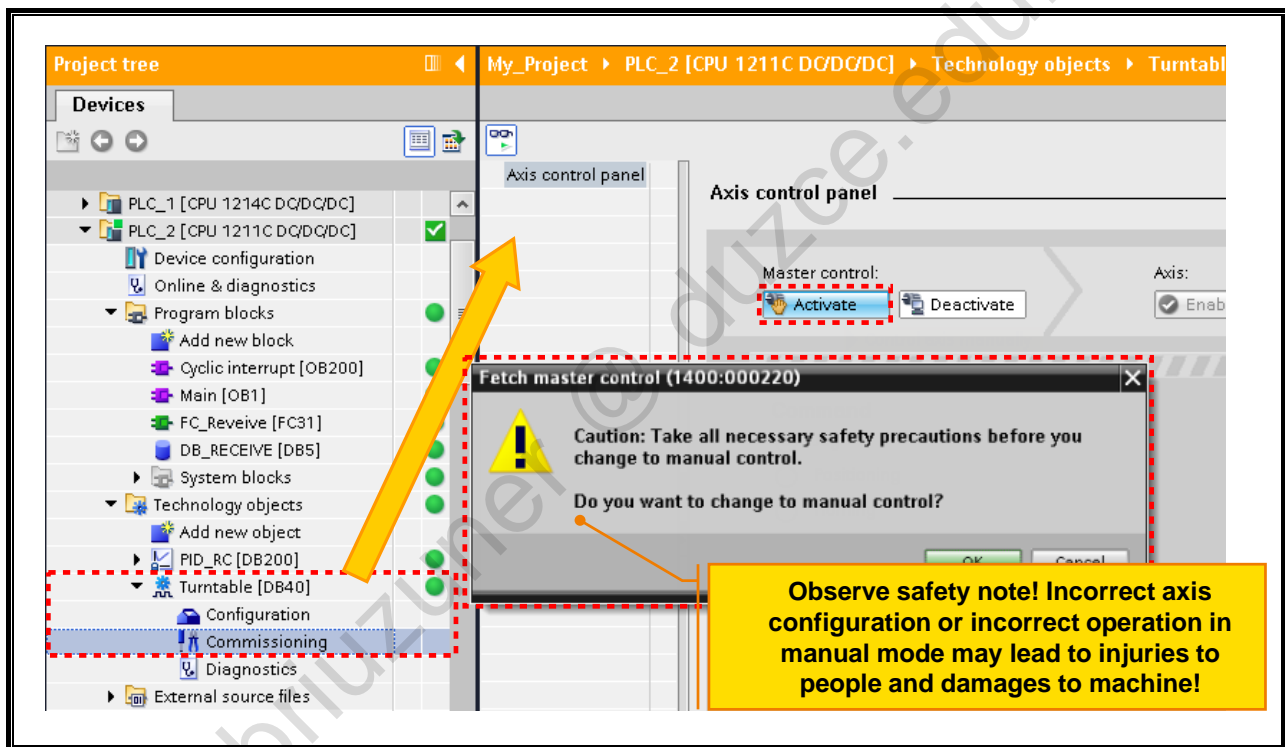 Project tree
Devices
PLC_1 [CPU 1214C DC/DC/DC]
PLC_2 [CPU 1211C DC/DC/DC]
Device configuration
Online & diagnostics
Program blocks
Add new block
Cyclic interrupt [OB200]
Main [OB1]
FC_Reveive [FC31]
DB_RECEIVE [DB5]
System blocks
Technology objects
Add new object
PID_RC [DB200]
Turntable [DB40]
Configuration
Commissioning
Diagnostics
External source files
My_Project PLC_2 [CPU 1211C DC/DC/DC] Technology objects Turntabl
Axis control panel
Axis control panel
Master control:
Axis:
Activate
Deactivate
Enab
Fetch master control (1400:000220)
Caution: Take all necessary safety precautions before you
change to manual control.
Do you want to change to manual control?
OK Cancel
Observe safety note! Incorrect axis
configuration or incorrect operation in
manual mode may lead to injuries to
people and damages to machine!
briuzuner @ duzce.edu.